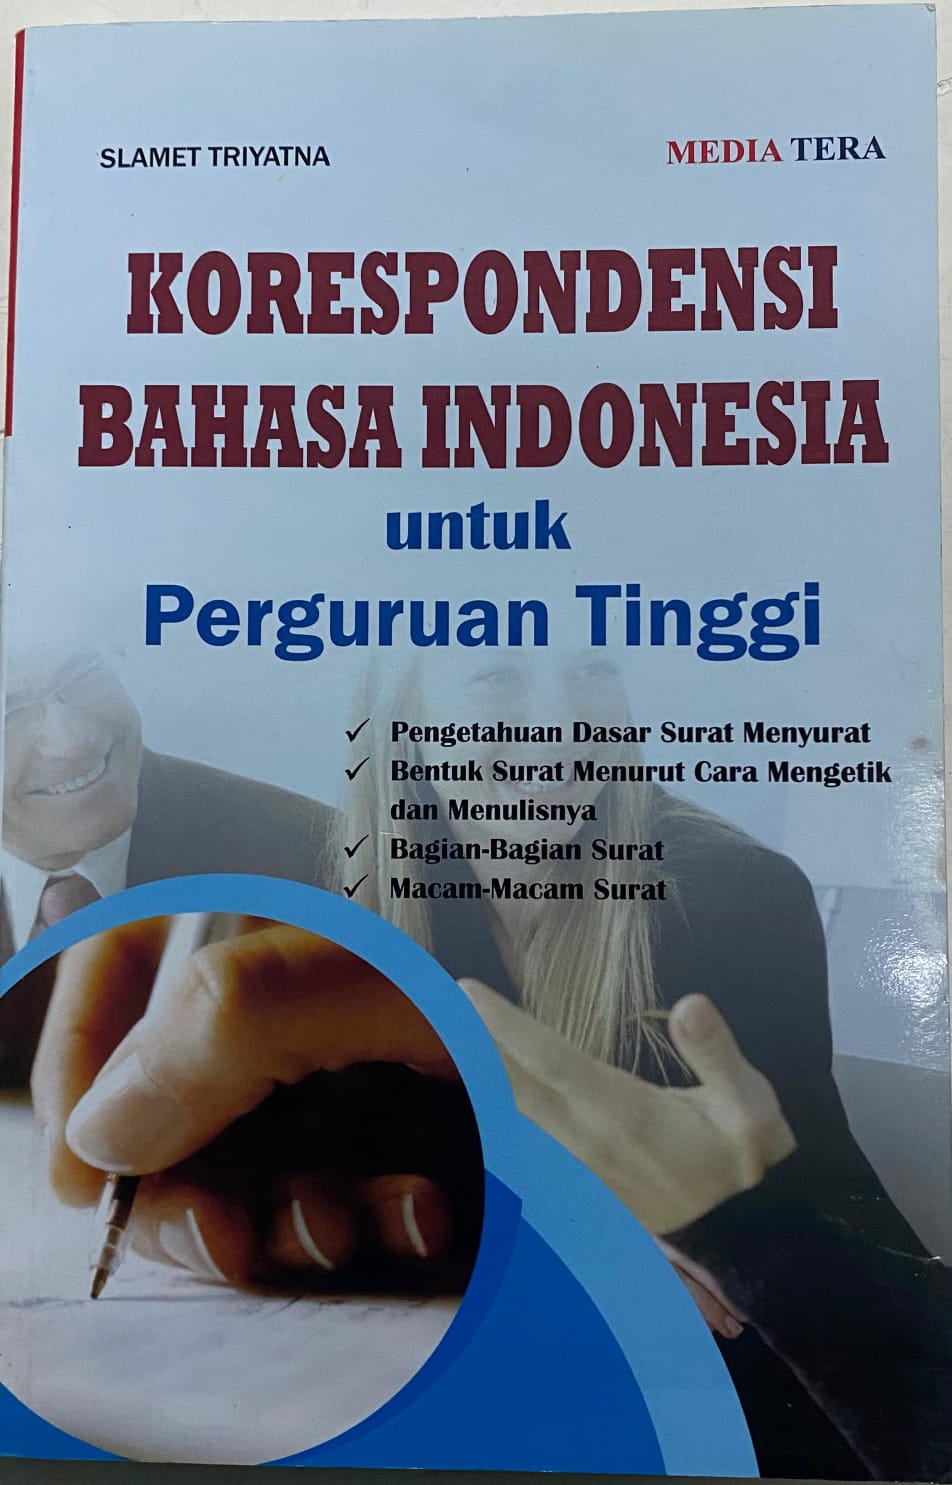 SLAMET TRIYATNA
MEDIA TERA
KORESPONDENSI
BAHASA INDONESIA
untuk
Perguruan Tinggi
✓ Pengetahuan Dasar Surat Menyurat
✓ Bentuk Surat Menurut Cara Mengetik
dan Menulisnya
✓ Bagian-Bagian Surat
✓ Macam-Macam Surat